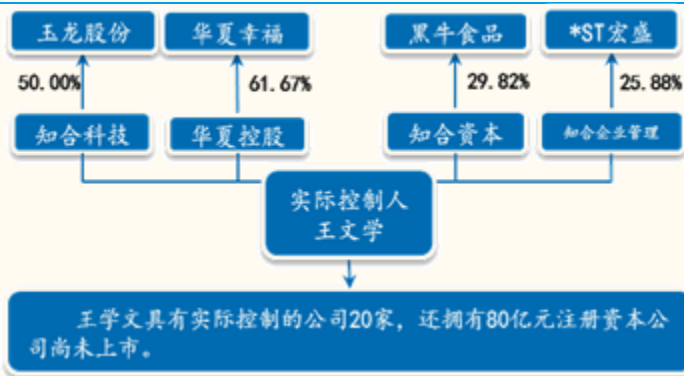 玉龙股份 华夏幸福 黑牛食品 *ST宏盛
50.00% 61.67% 29.82% 25.88%
知合科技 华夏控股 知合资本 知合企业管理
实际控制人
王文学
王学文具有实际控制的公司20家，还拥有80亿元注册资本公
司尚未上市。